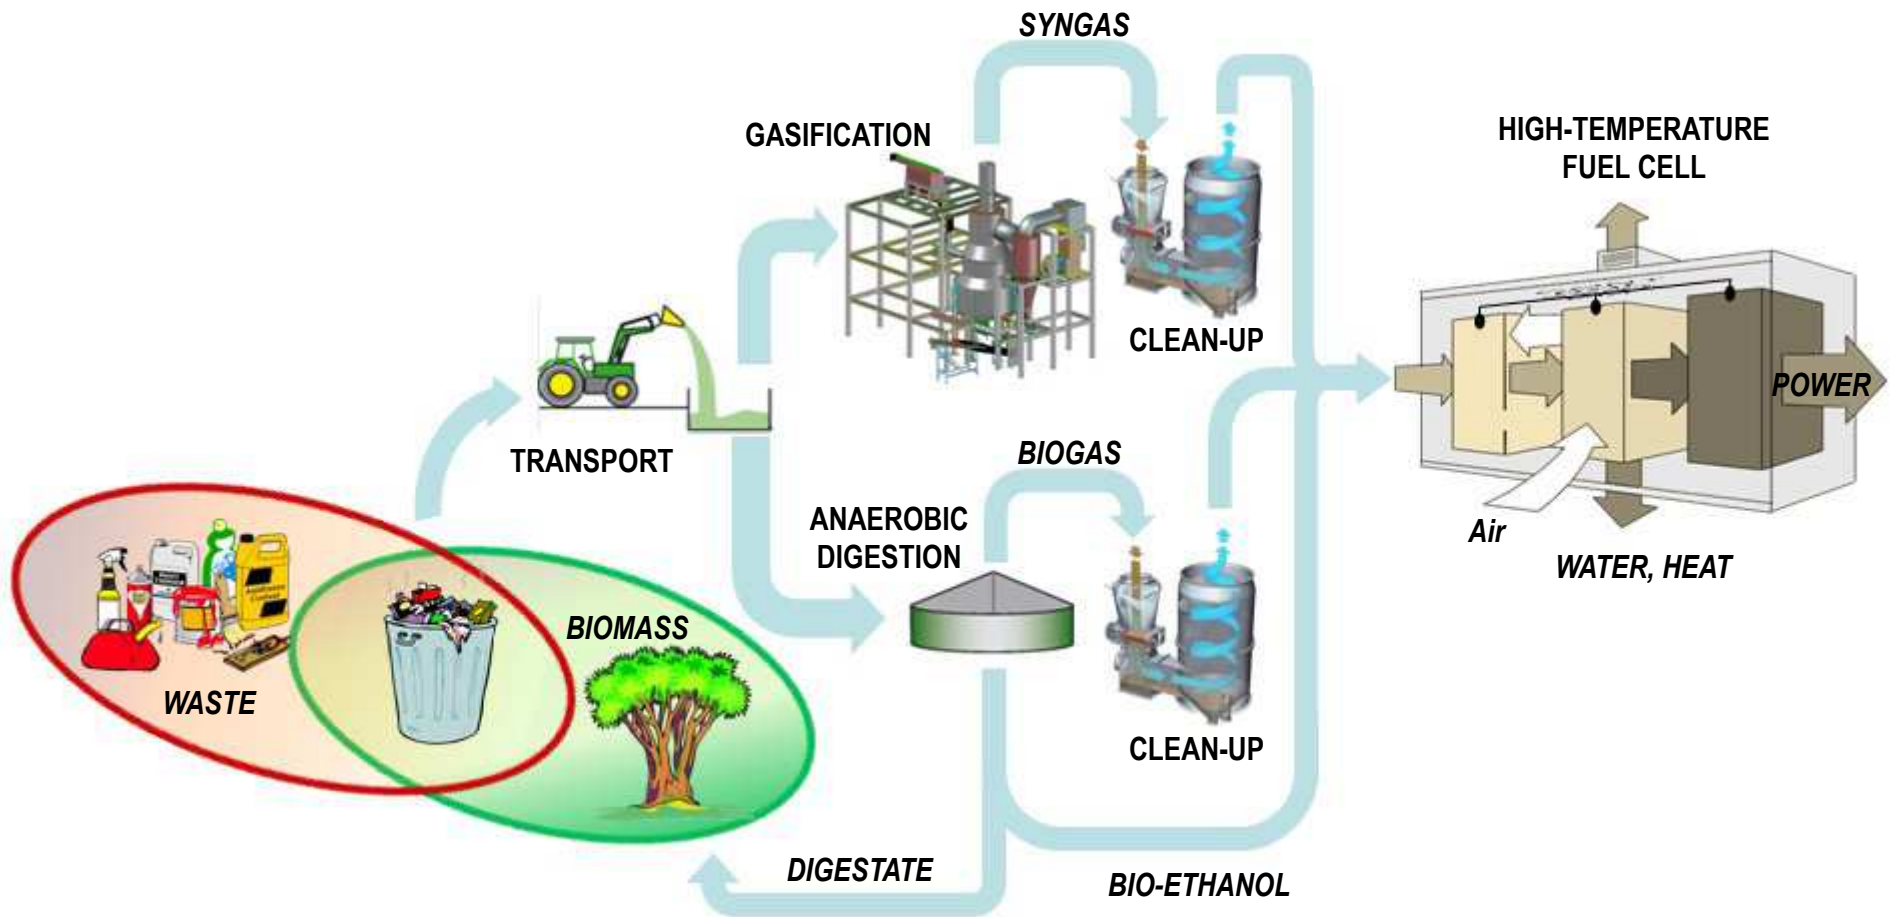 SYNGAS
GASIFICATION
HIGH-TEMPERATURE
FUEL CELL
CLEAN-UP
POWER
TRANSPORT
BIOGAS
ANAEROBIC
DIGESTION
Air
WATER, HEAT
BIOMASS
WASTE
CLEAN-UP
DIGESTATE
BIO-ETHANOL